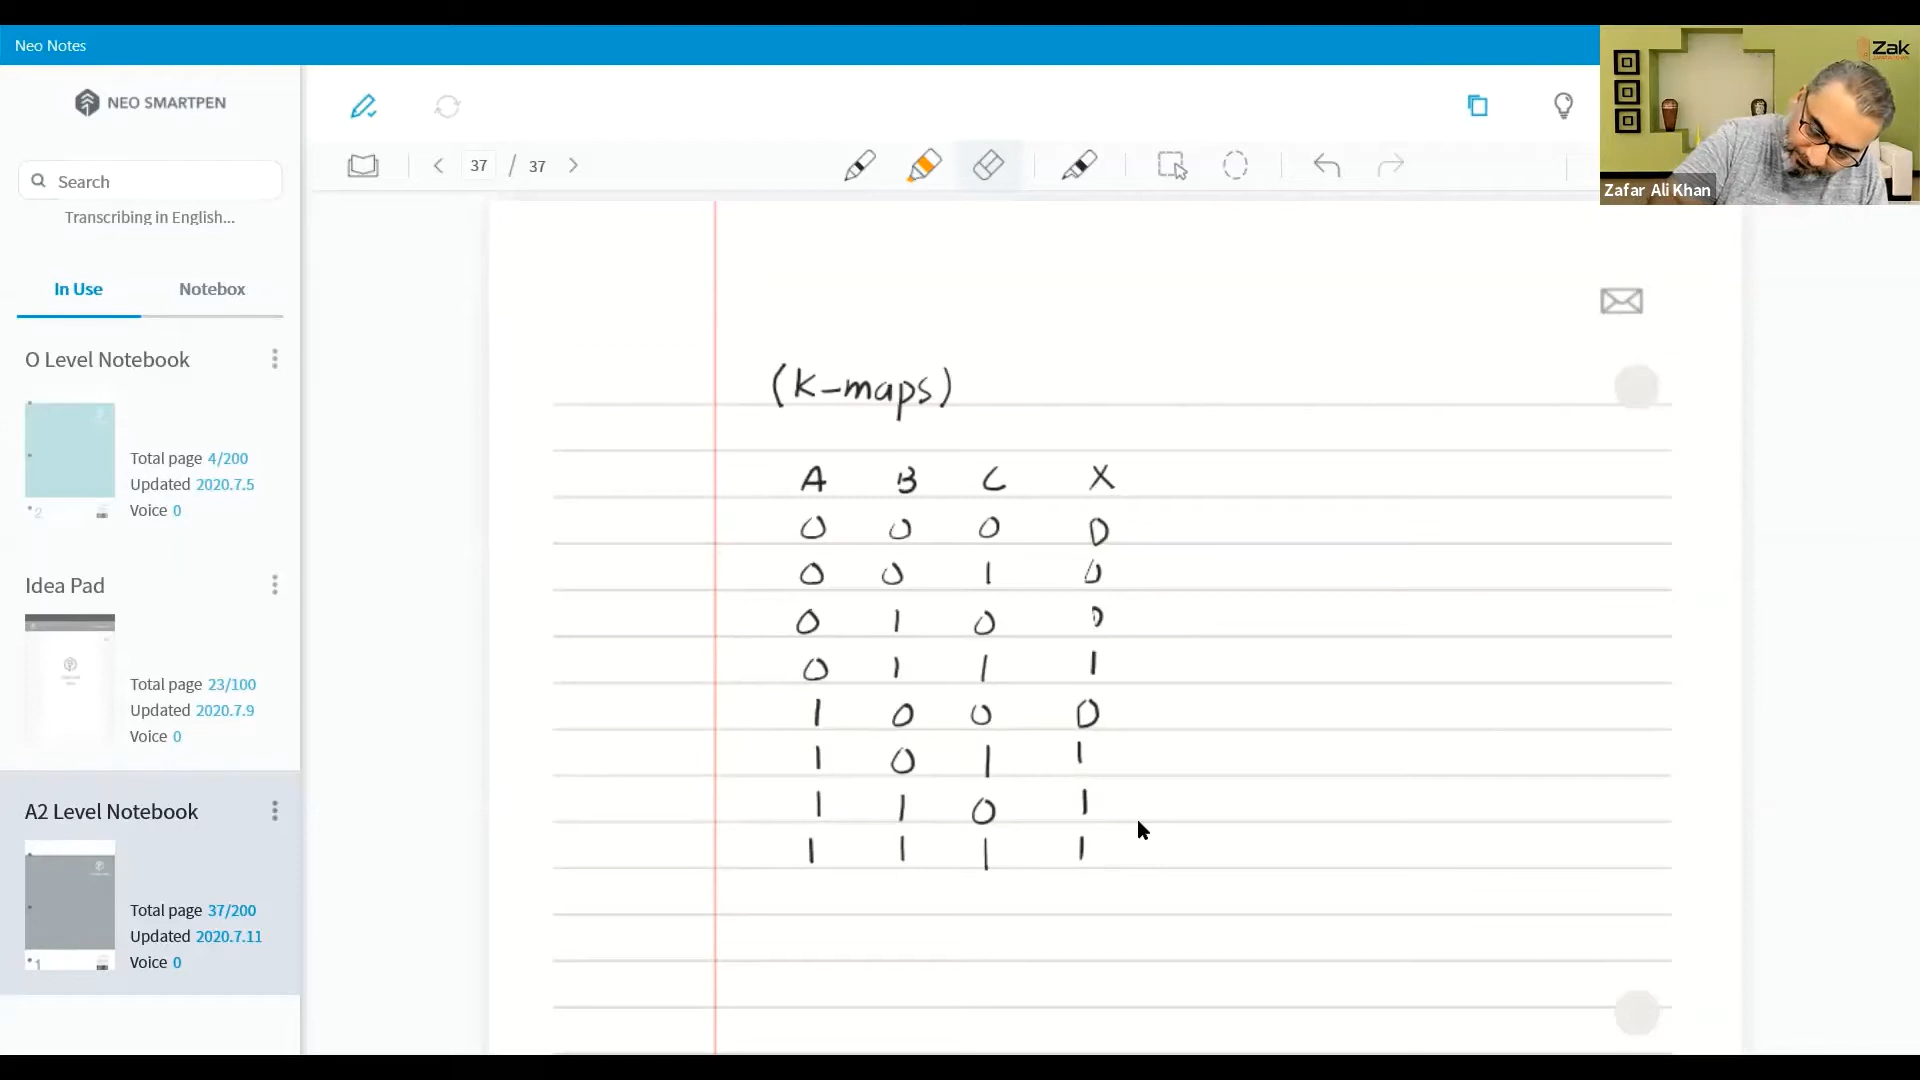 Neo Notes
NEO SMARTPEN
Search
Transcribing in English...
In Use Notebox
O Level Notebook
Total page 4/200
Updated 2020.7.5
Voice 0
2
Idea Pad
Total page 23/100
Updated 2020.7.9
Voice 0
A2 Level Notebook
Total page 37/200
Updated 2020.7.11
Voice 0
1
37 / 37
Zak
Zafar Ali Khan
(K-maps)
A B C X
0 0 0 0
0 0 1 0
0 1 0 0
0 1 1 1
1 0 0 0
1 0 1 1
1 1 0 1
1 1 1 1